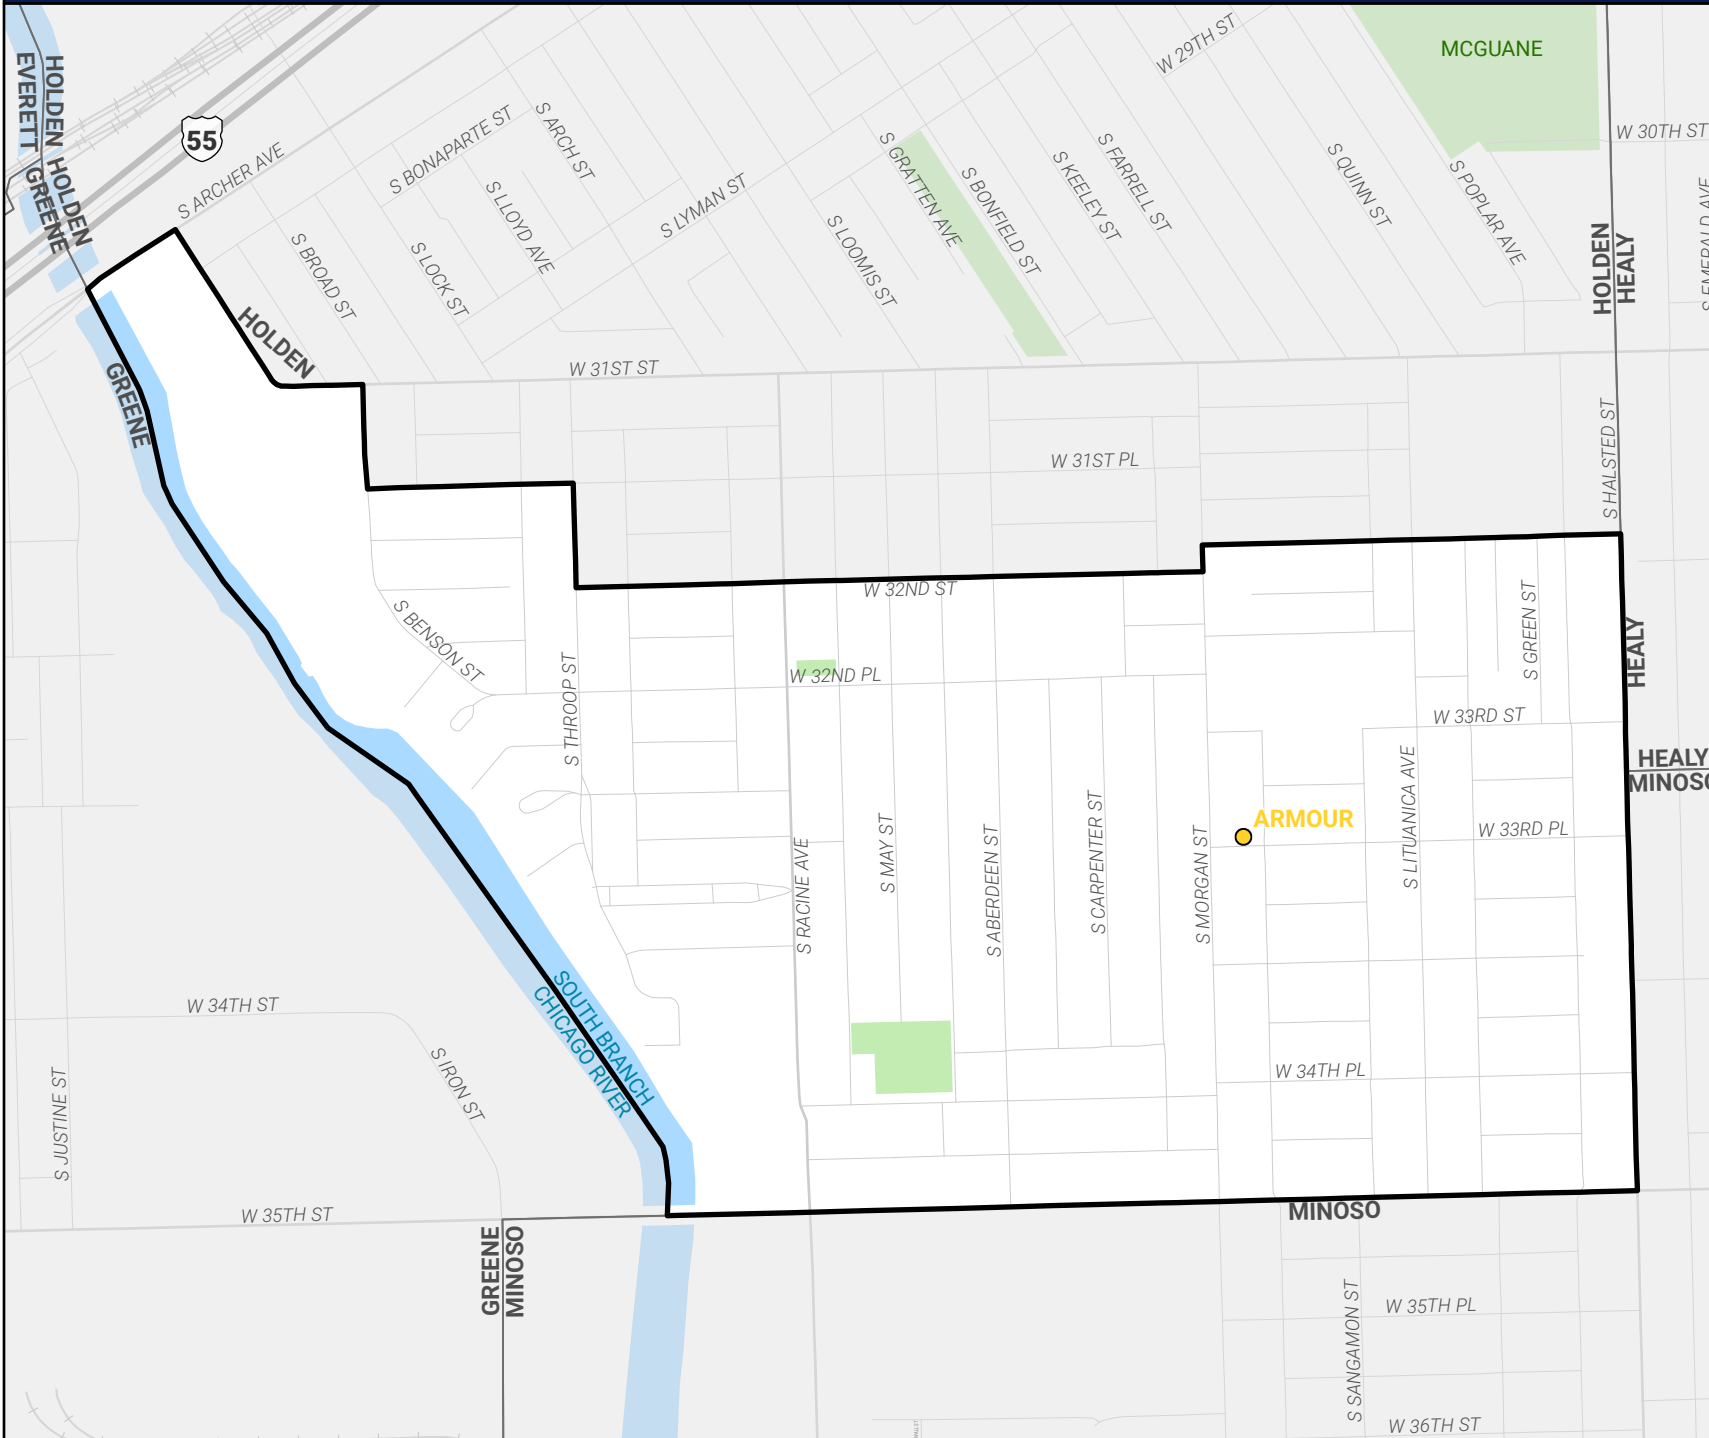 MCGUANE
W 29TH ST
HOLDEN
EVERETT
HOLDEN
GREENE
55
S ARCHER AVE
S BONAPARTE ST
S ARCH ST
S LLOYD AVE
S BROAD ST
S LOCK ST
S LYMAN ST
S LOOMIS ST
S GRATTEN AVE
S BONFIELD ST
S KEELEY ST
S FARRELL ST
S QUINN ST
S POPLAR AVE
W 30TH ST
S EMERALD AVE
HOLDEN
HEALY
HOLDEN
GREENE
W 31ST ST
W 31ST PL
S HALSTED ST
W 32ND ST
S BENSON ST
S THROOP ST
W 32ND PL
S GREEN ST
HEALY
W 33RD ST
HEALY
MINOSO
S RACINE AVE
S MAY ST
S ABERDEEN ST
S CARPENTER ST
S MORGAN ST
ARMOUR
S LITUANICA AVE
W 33RD PL
SOUTH BRANCH
CHICAGO RIVER
W 34TH ST
S IRON ST
S JUSTINE ST
W 34TH PL
W 35TH ST
GREENE
MINOSO
MINOSO
S SANGAMON ST
W 35TH PL
W 36TH ST